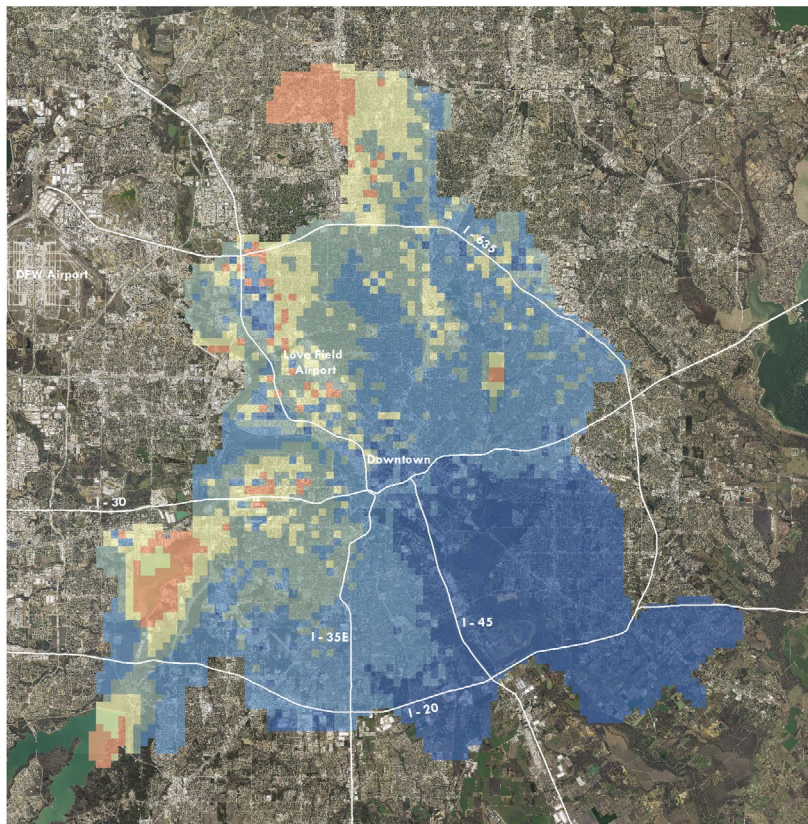 I - 635
DFW Airport
Love Field
Airport
Downtown
I - 30
I - 35E
I - 45
I - 20